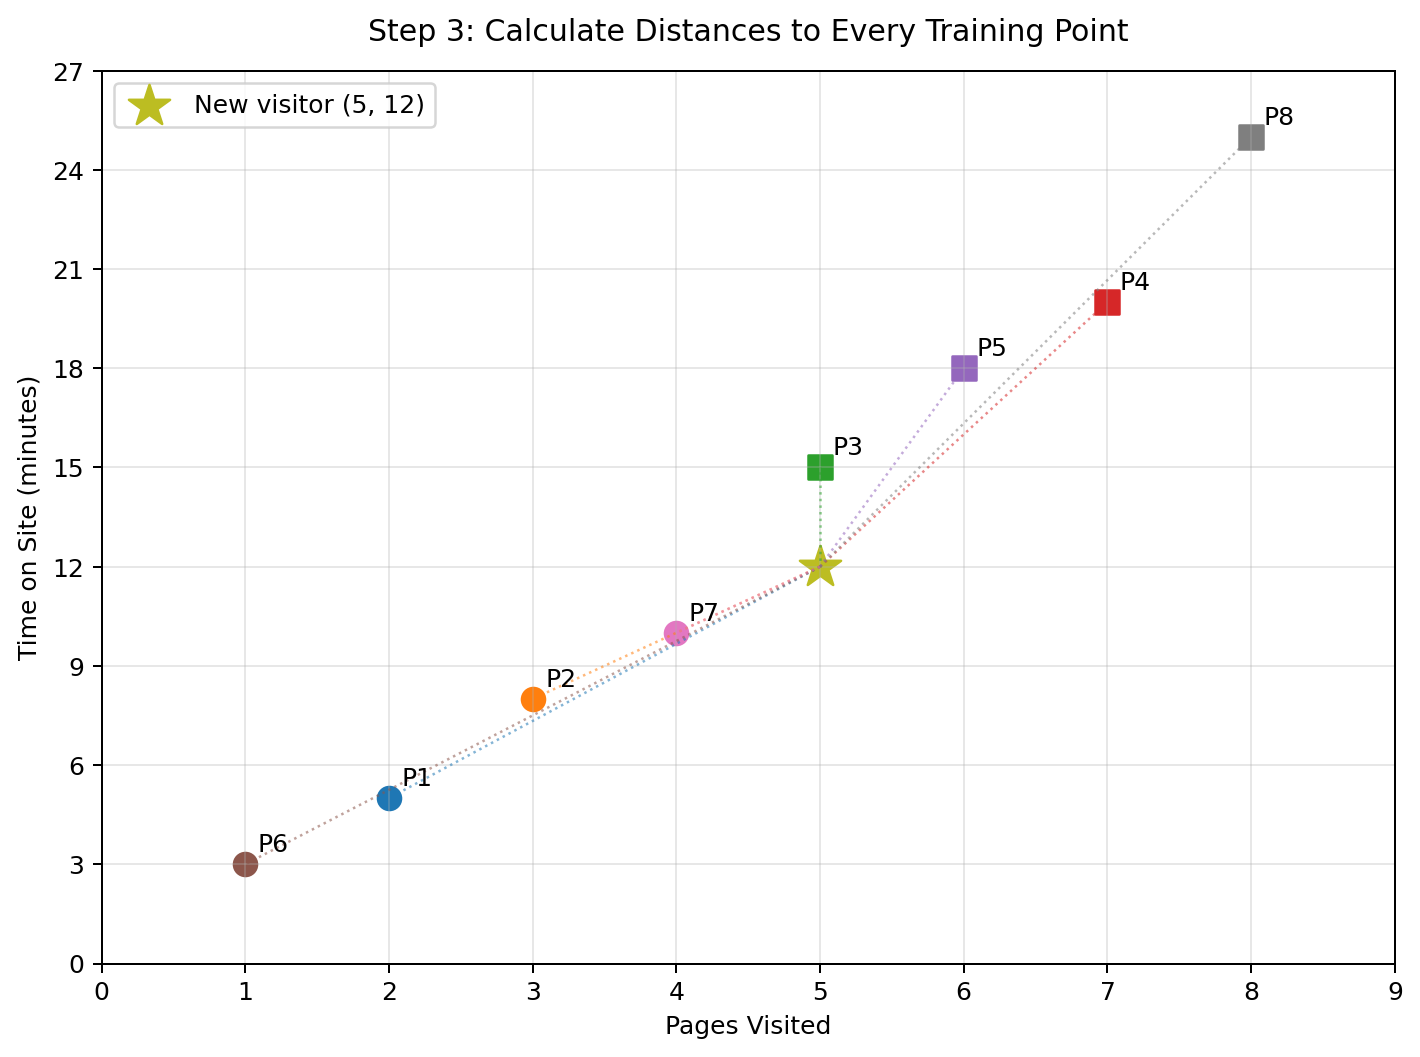 Step 3: Calculate Distances to Every Training Point
New visitor (5, 12)
P8
P4
P5
P3
P7
P2
P1
P6
27
24
21
18
15
12
9
6
3
0
Time on Site (minutes)
0 1 2 3 4 5 6 7 8 9
Pages Visited